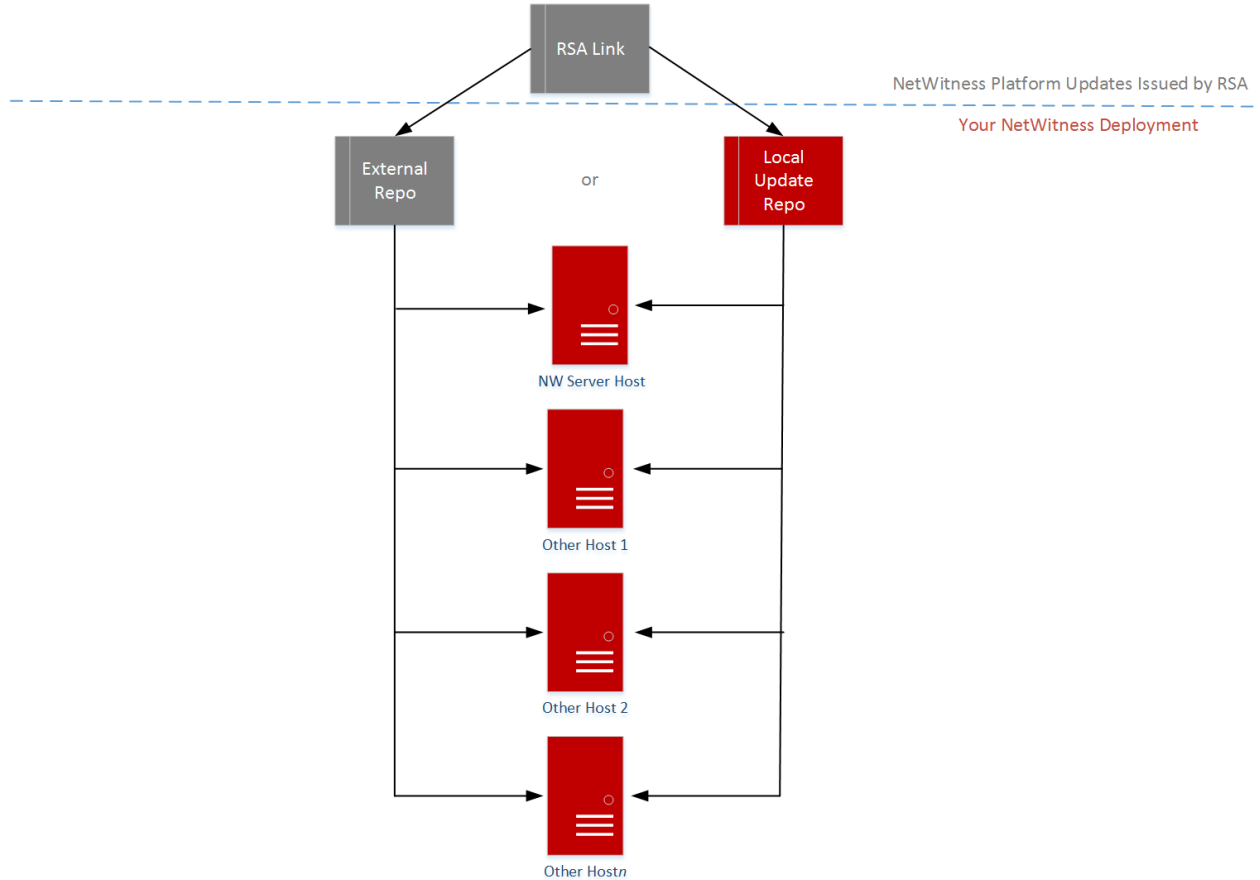 RSA Link
NetWitness Platform Updates Issued by RSA
Your NetWitness Deployment
External
Repo
or
Local
Update
Repo
NW Server Host
Other Host 1
Other Host 2
Other Hostn